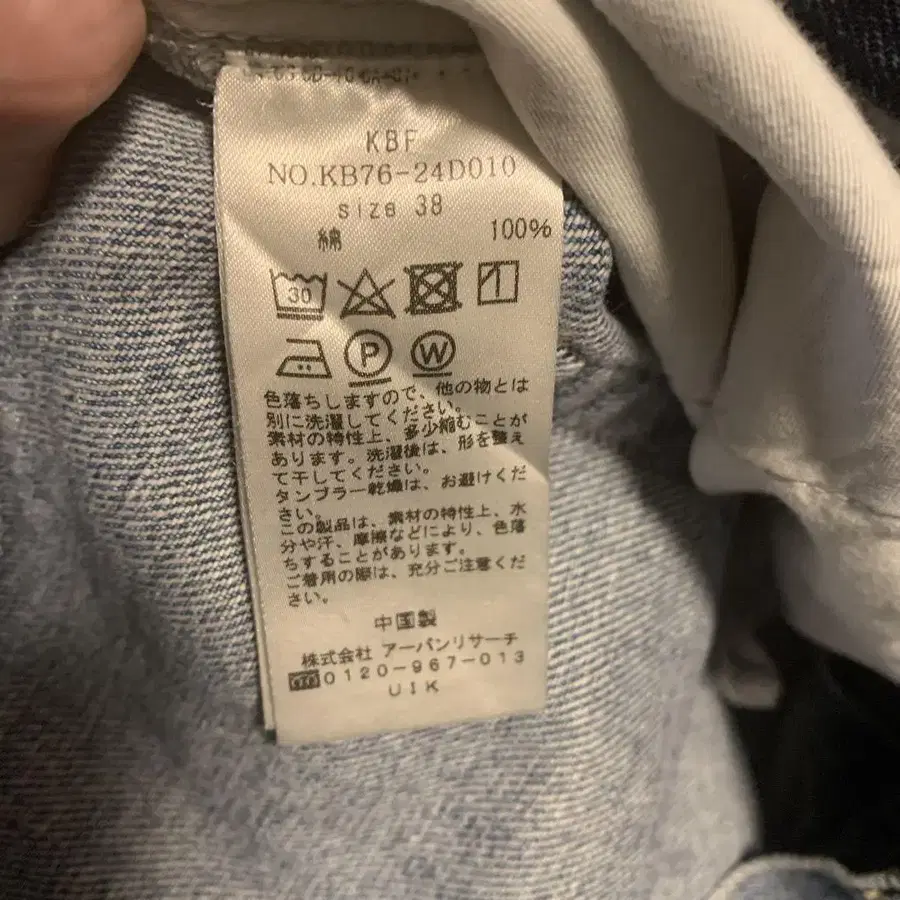 KBF
NO.KB76-24D010
size 38
綿 100%
30
P W
色落ちしますので、他の物とは
別に洗濯してください。
素材の特性上、多少縮むことが
あります。洗濯後は、形を整え
て干してください。
タンブラー乾燥は、お避けくだ
さい。
この製品は、素材の特性上、水
分や汗、摩擦などにより、色落
ちすることがあります。
ご着用の際は、充分ご注意くだ
さい。
中国製
株式会社 アーバンリサーチ
0120-967-013
UIK